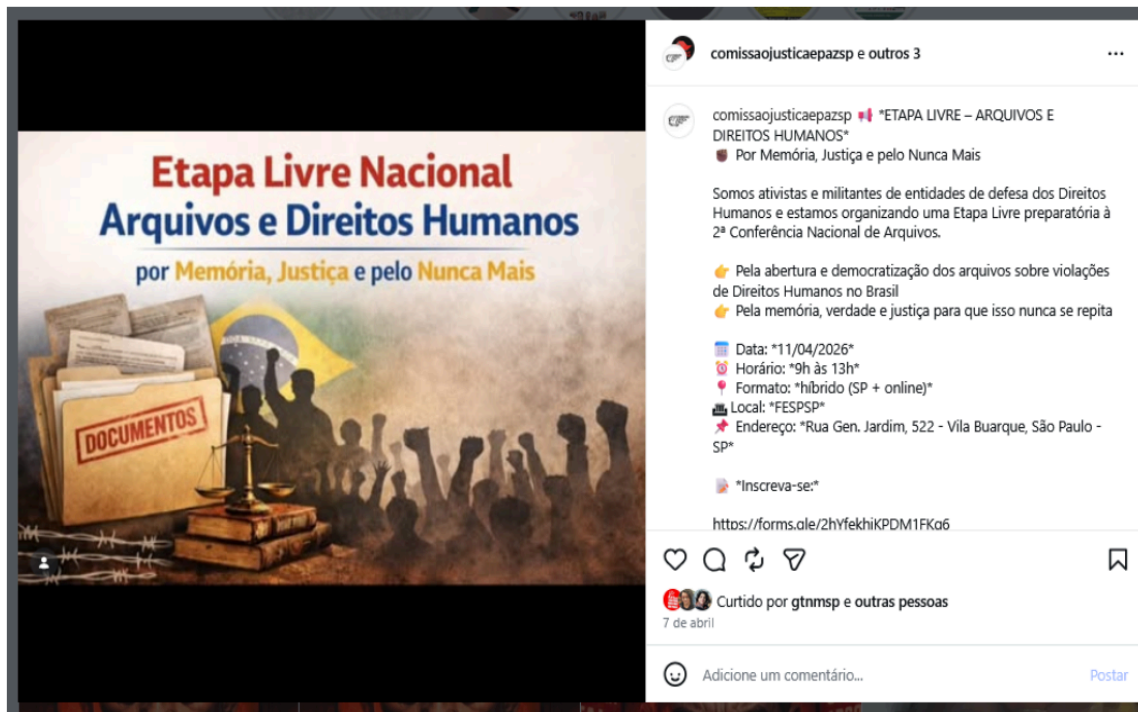 Etapa Livre Nacional
Arquivos e Direitos Humanos
por Memória, Justiça e pelo Nunca Mais
DOCUMENTOS
comissaojusticaepazsp e outros 3
comissaojusticaepazsp 📢 *ETAPA LIVRE – ARQUIVOS E
DIREITOS HUMANOS*
✊🏿 Por Memória, Justiça e pelo Nunca Mais
Somos ativistas e militantes de entidades de defesa dos Direitos
Humanos e estamos organizando uma Etapa Livre preparatória à
2ª Conferência Nacional de Arquivos.
👉 Pela abertura e democratização dos arquivos sobre violações
de Direitos Humanos no Brasil
👉 Pela memória, verdade e justiça para que isso nunca se repita
🗓 Data: *11/04/2026*
⏰ Horário: *9h às 13h*
📍 Formato: *híbrido (SP + online)*
🏛 Local: *FESPSP*
📌 Endereço: *Rua Gen. Jardim, 522 - Vila Buarque, São Paulo -
SP*
📝 *Inscreva-se:*
https://forms.gle/2hYfekhiKPDM1FKq6
Curtido por gtnmsp e outras pessoas
7 de abril
Adicione um comentário...
Postar